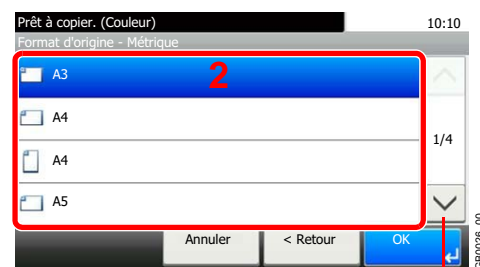 Prêt à copier. (Couleur) 10:10
Format d'origine - Métrique
A3
2
A4
A4
A5
1/4
Annuler < Retour OK